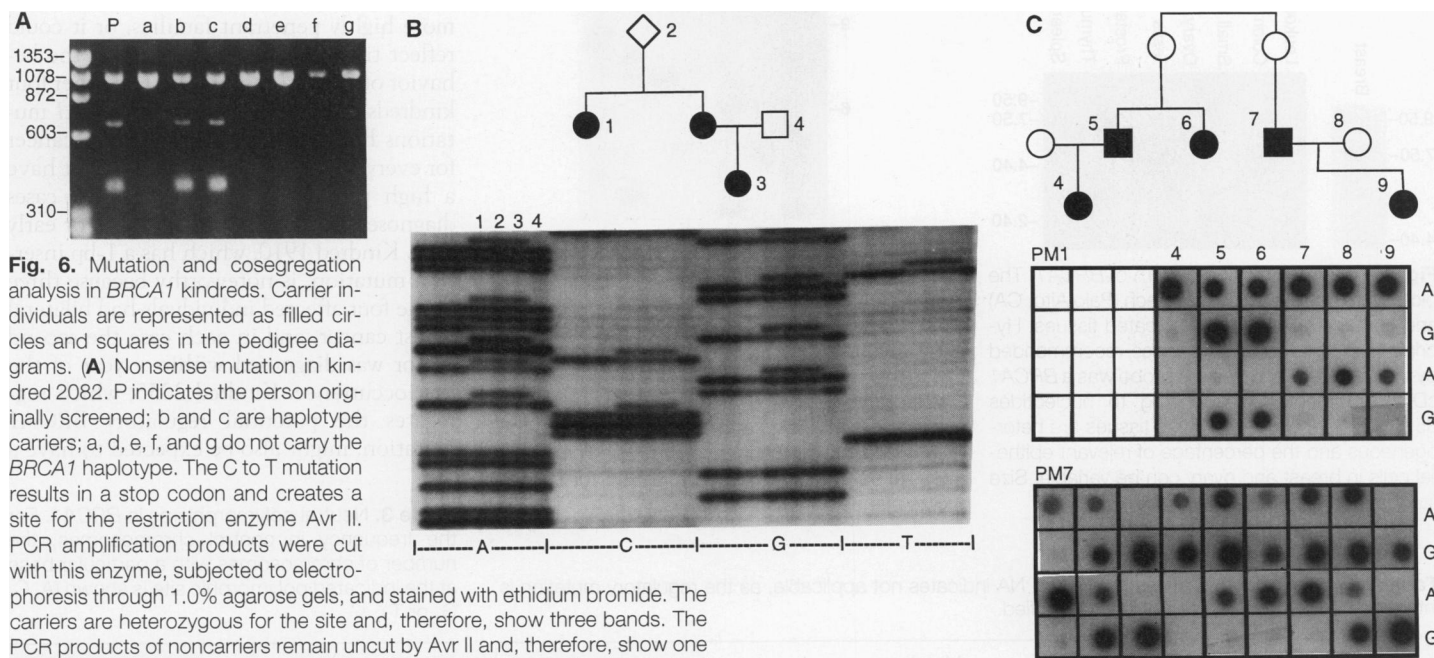 A
P a b c d e f g
1353–
1078–
872–
603–
310–
Fig. 6. Mutation and cosegregation
analysis in BRCA1 kindreds. Carrier in-
dividuals are represented as filled cir-
cles and squares in the pedigree dia-
grams. (A) Nonsense mutation in kin-
dred 2082. P indicates the person orig-
inally screened; b and c are haplotype
carriers; a, d, e, f, and g do not carry the
BRCA1 haplotype. The C to T mutation
results in a stop codon and creates a
site for the restriction enzyme Avr II.
PCR amplification products were cut
with this enzyme, subjected to electro-
phoresis through 1.0% agarose gels, and stained with ethidium bromide. The
carriers are heterozygous for the site and, therefore, show three bands. The
PCR products of noncarriers remain uncut by Avr II and, therefore, show one
B
2
1
4
3
1 2 3 4
A C G T
C
5 6 7 8
4 9
PM1
4 5 6 7 8 9
A
G
A
G
PM7
A
G
A
G